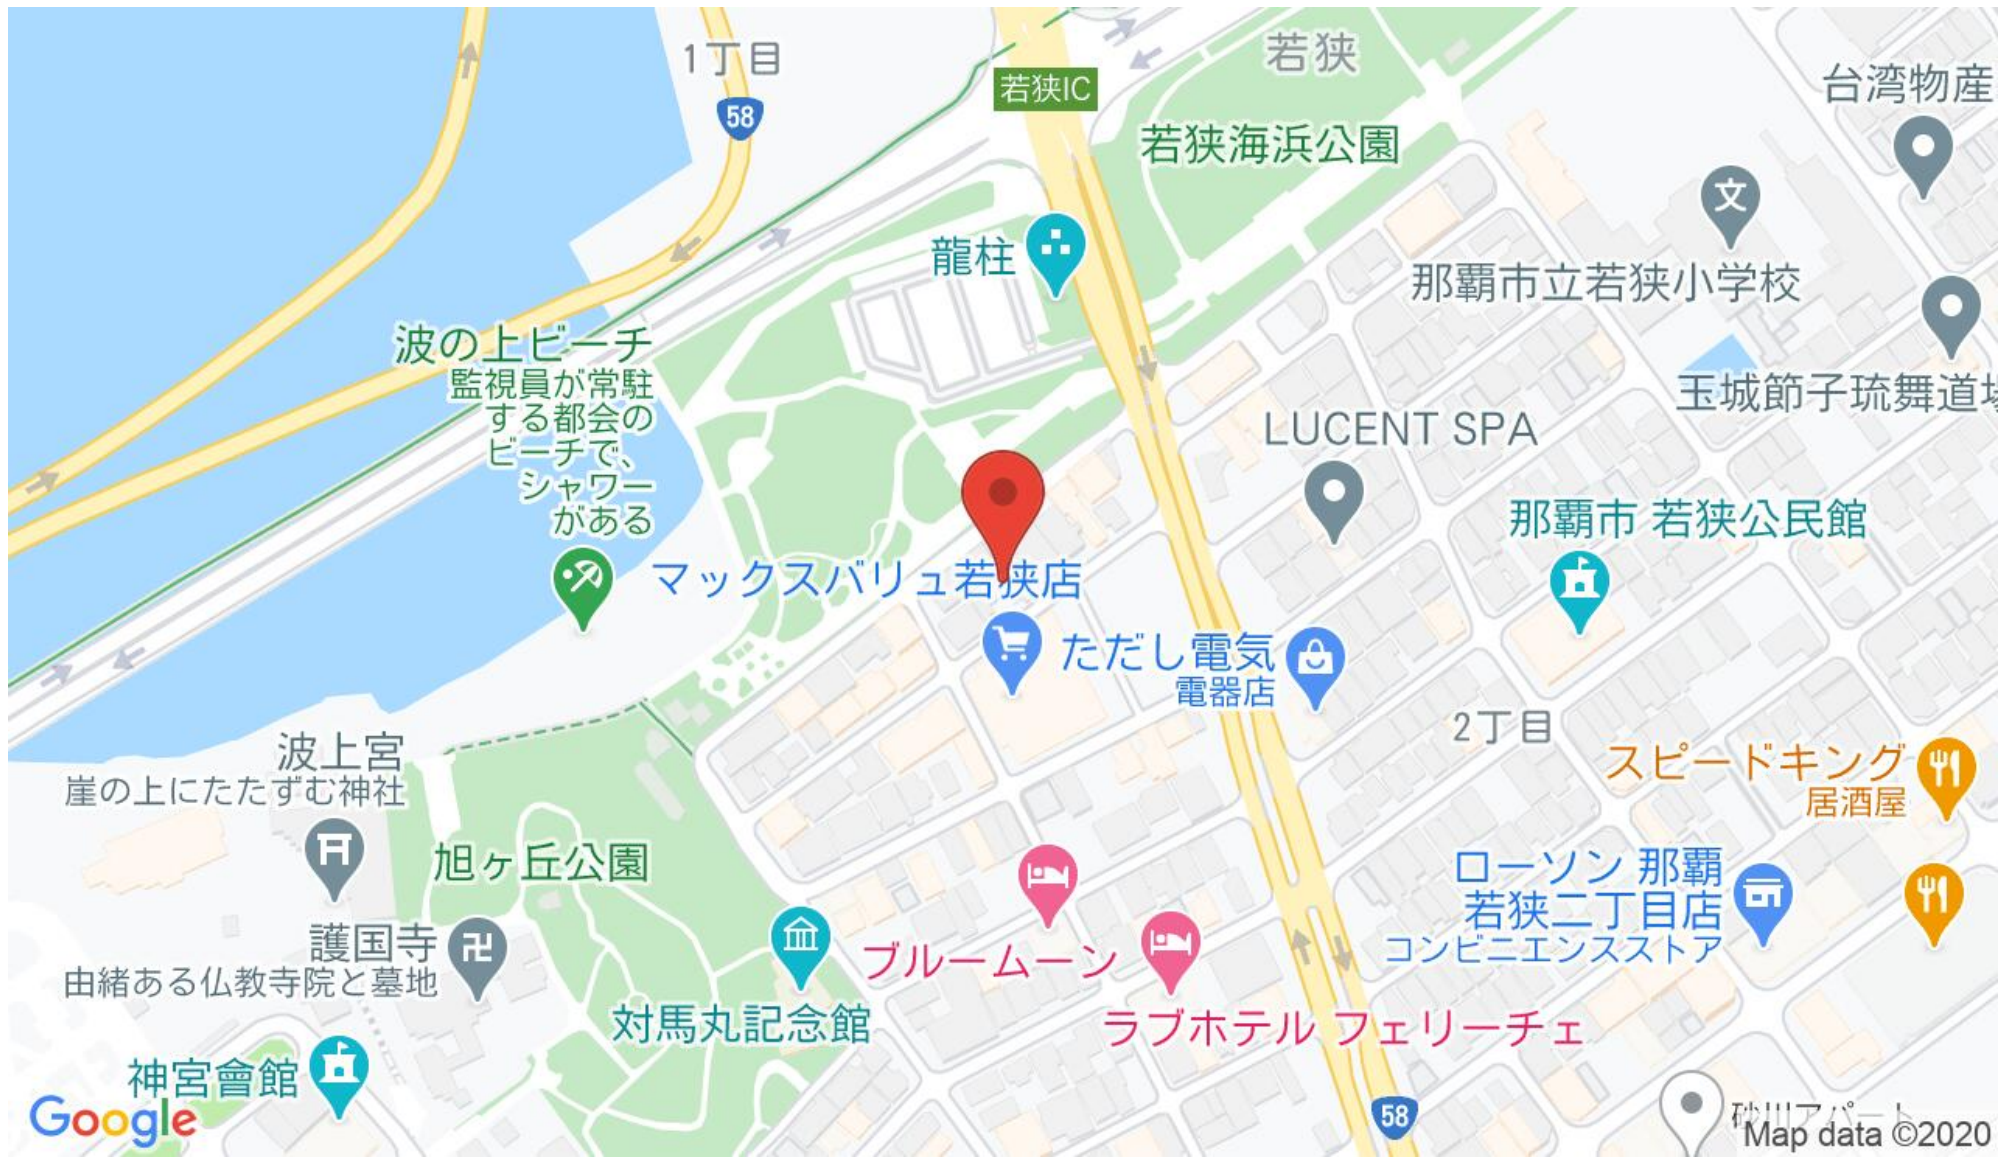 1丁目
58
若狭IC
若狭
台湾物産
若狭海浜公園
文
龍柱
那覇市立若狭小学校
波の上ビーチ
監視員が常駐
する都会の
ビーチで、
シャワー
がある
玉城節子琉舞道場
LUCENT SPA
那覇市 若狭公民館
マックスバリュ若狭店
ただし電気
電器店
2丁目
波上宮
崖の上にたたずむ神社
スピードキング
居酒屋
旭ヶ丘公園
ローソン 那覇
若狭二丁目店
コンビニエンスストア
護国寺
由緒ある仏教寺院と墓地
卍
ブルームーン
対馬丸記念館
ラブホテル フェリーチェ
神宮會館
58
砂川アパート
Google
Map data ©2020